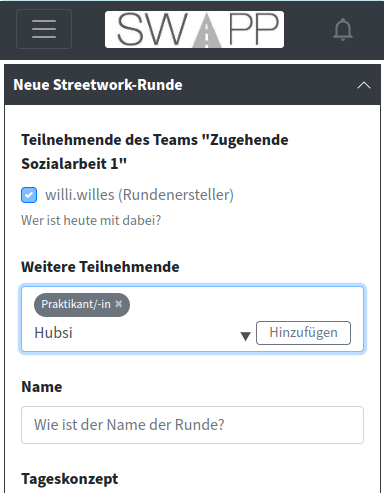 SWAPP
Neue Streetwork-Runde
Teilnehmende des Teams "Zugehende
Sozialarbeit 1"
willi.willes (Rundenersteller)
Wer ist heute mit dabei?
Weitere Teilnehmende
Praktikant/-in ×
Hubsi
Hinzufügen
Name
Wie ist der Name der Runde?
Tageskonzept